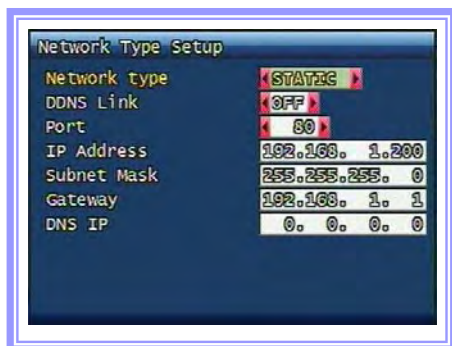 Network Type Setup
Network type STATIC
DDNS Link OFF
Port 80
IP Address 192.168. 1.200
Subnet Mask 255.255.255. 0
Gateway 192.168. 1. 1
DNS IP 0. 0. 0. 0